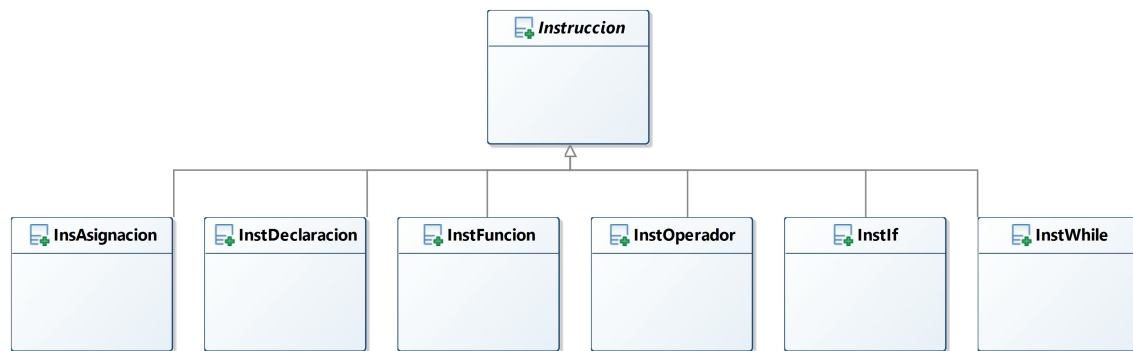 Instruccion
InsAsignacion
InstDeclaracion
InstFuncion
InstOperador
InstIf
InstWhile